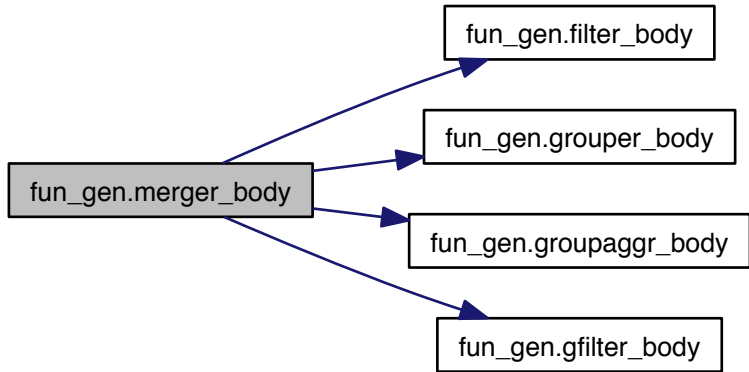 fun_gen.filter_body
fun_gen.grouper_body
fun_gen.merger_body
fun_gen.groupaggr_body
fun_gen.gfilter_body